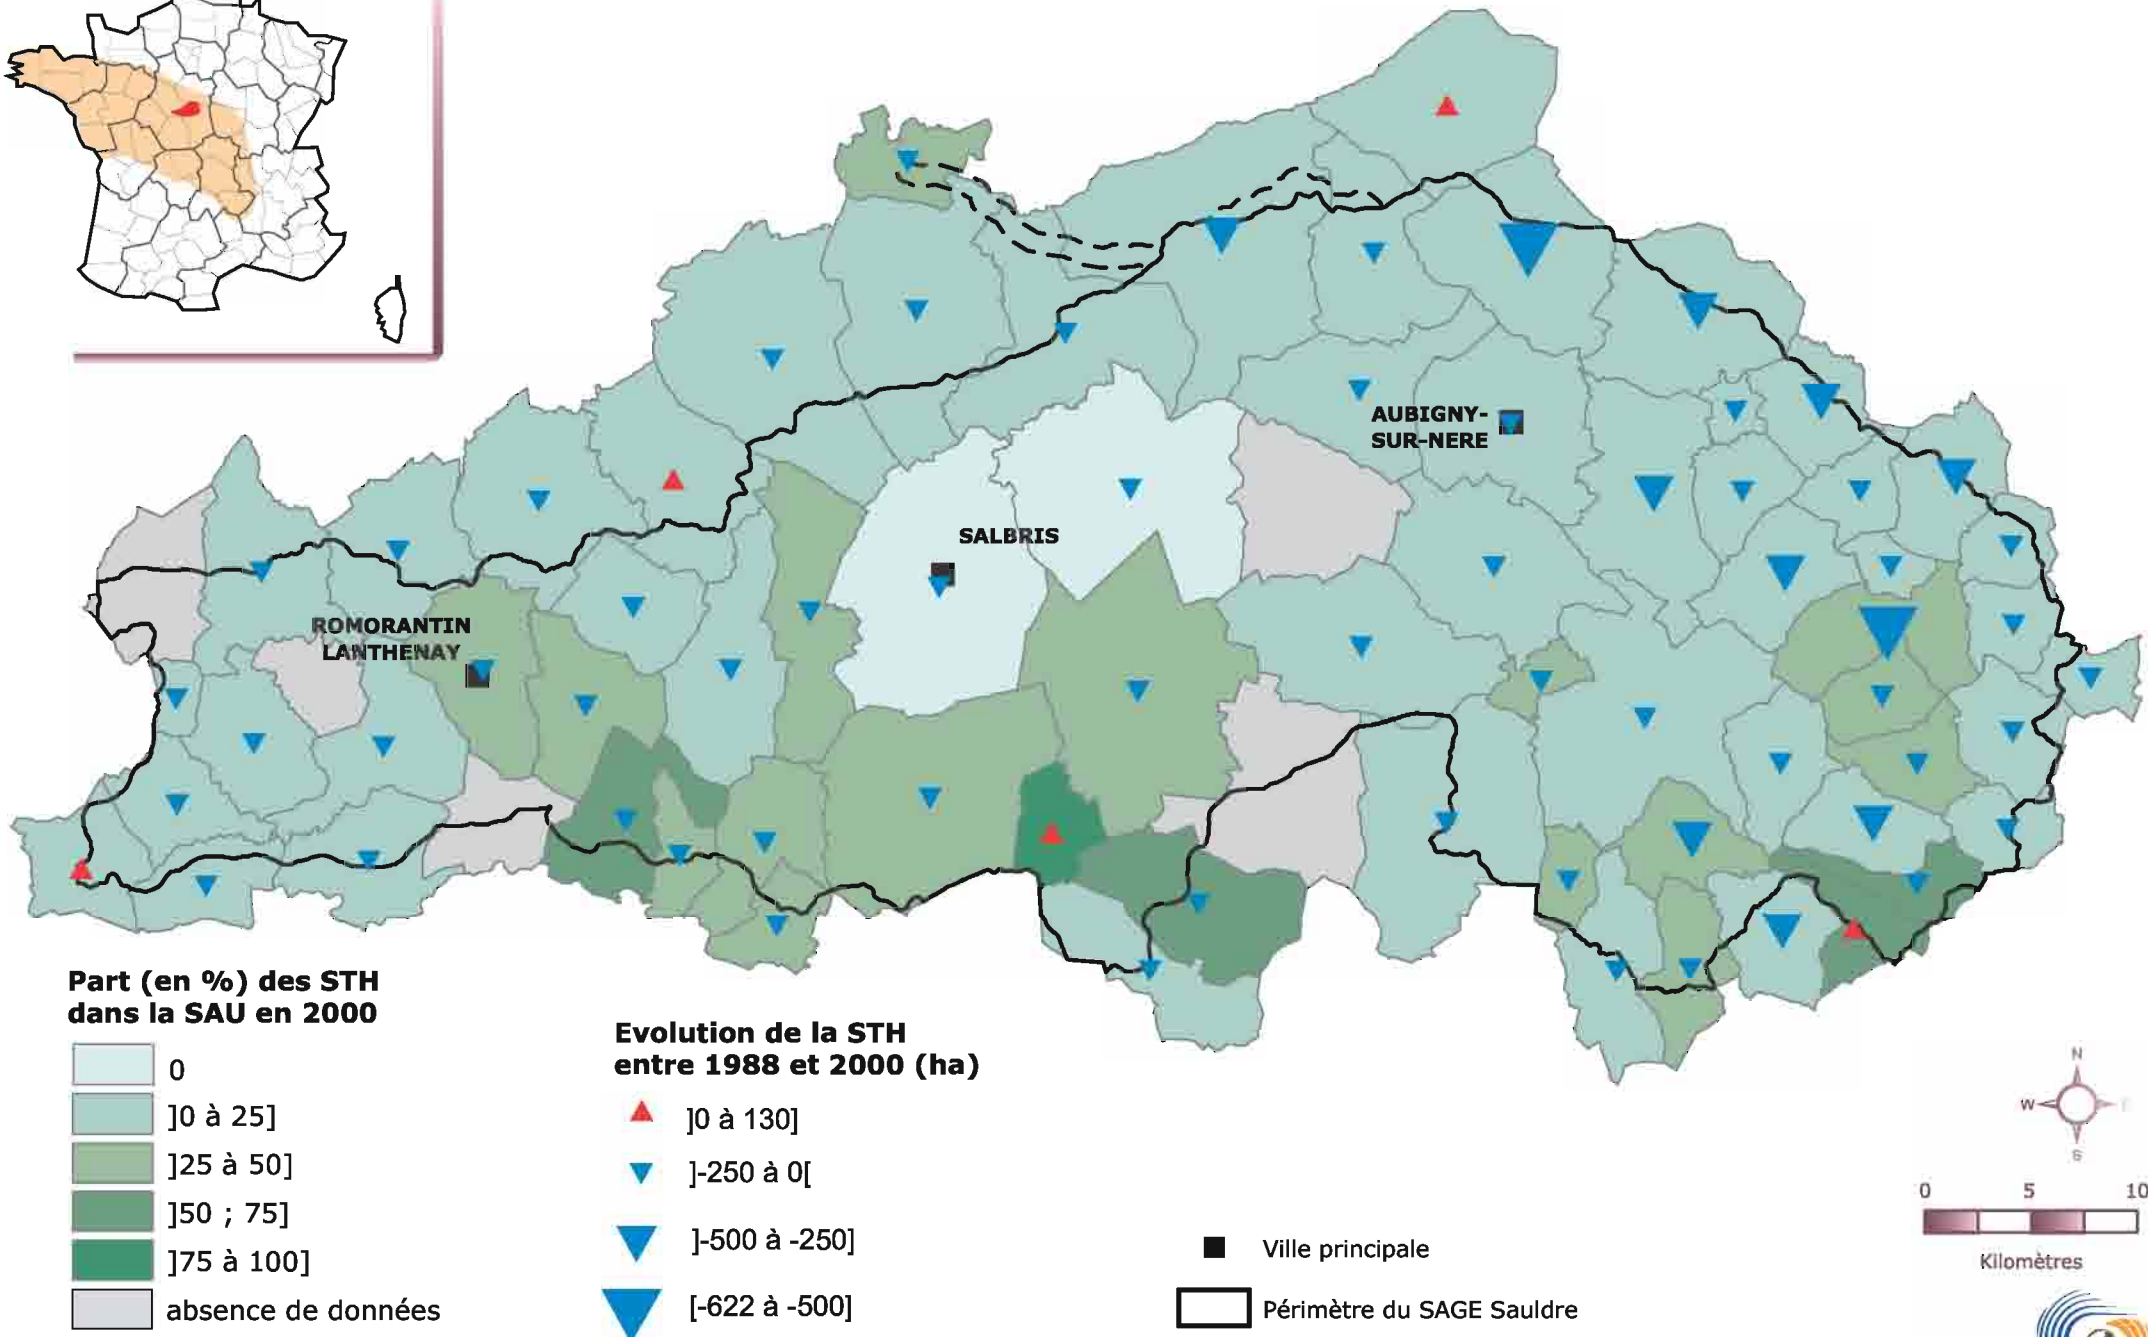 AUBIGNY-
SUR-NERE
SALBRIS
ROMORANTIN
LANTHENAY
Part (en %) des STH
dans la SAU en 2000
0
]0 à 25]
]25 à 50]
]50 ; 75]
]75 à 100]
absence de données
Evolution de la STH
entre 1988 et 2000 (ha)
]0 à 130]
]-250 à 0[
]-500 à -250]
[-622 à -500]
Ville principale
Périmètre du SAGE Sauldre
N
W E
S
0 5 10
Kilomètres